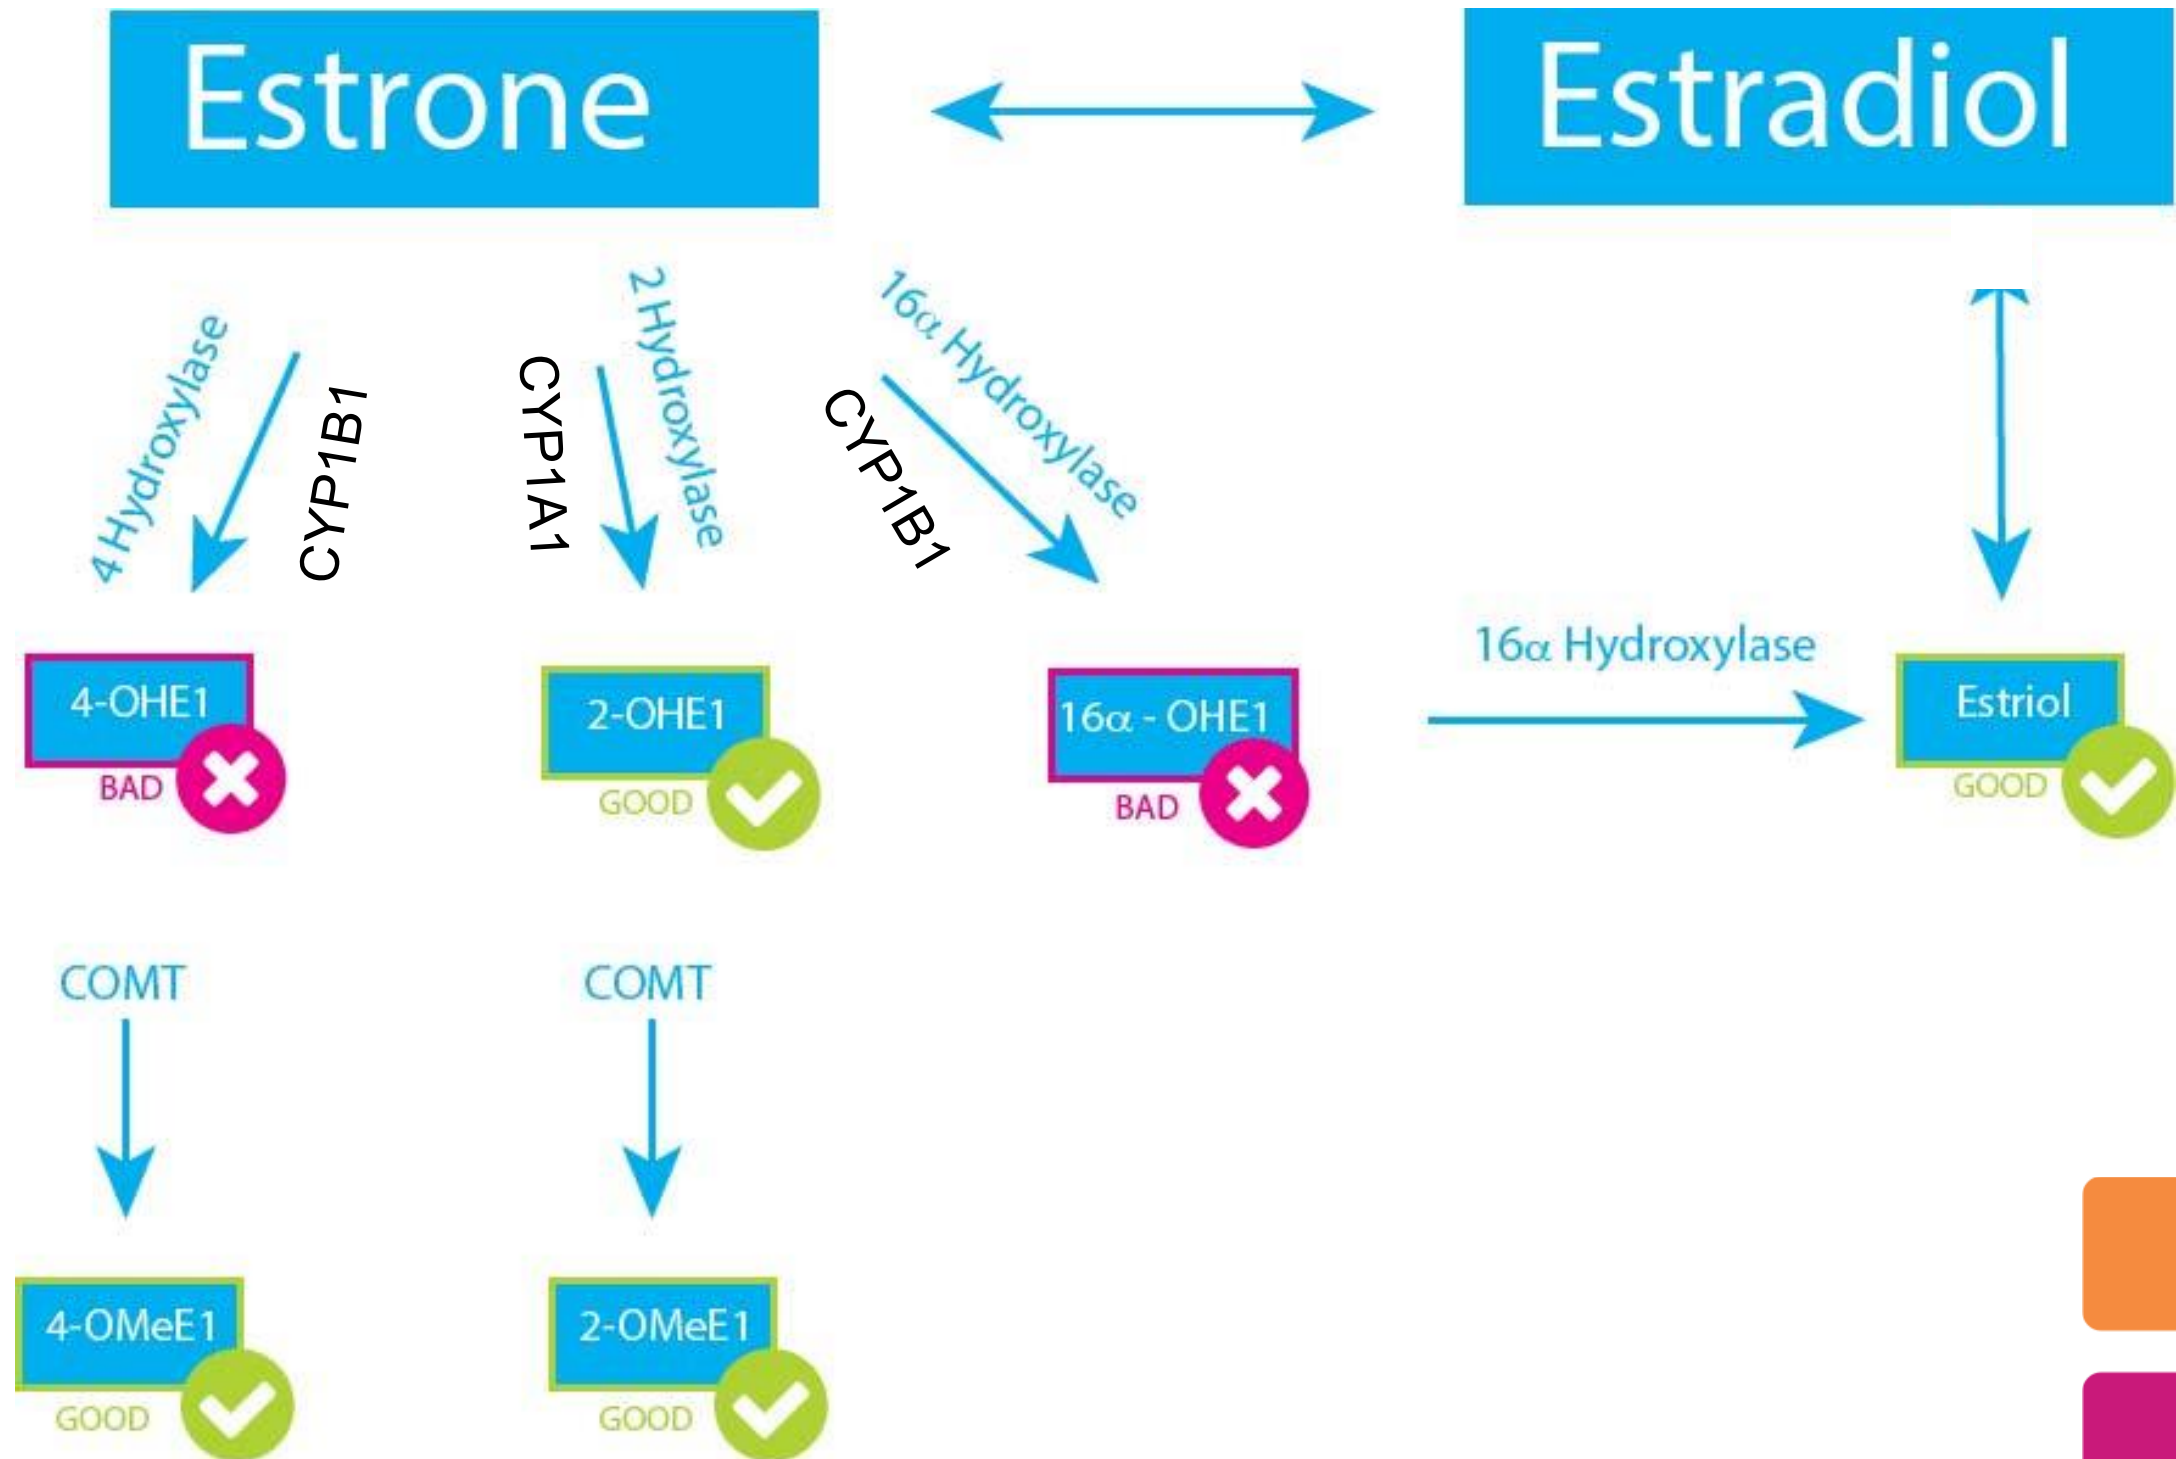 Estrone
Estradiol
4 Hydroxylase
CYP1B1
CYP1A1
2 Hydroxylase
CYP1B1
16α Hydroxylase
4-OHE1
BAD
2-OHE1
GOOD
16α - OHE1
BAD
16α Hydroxylase
Estriol
GOOD
COMT
COMT
4-OMeE1
GOOD
2-OMeE1
GOOD